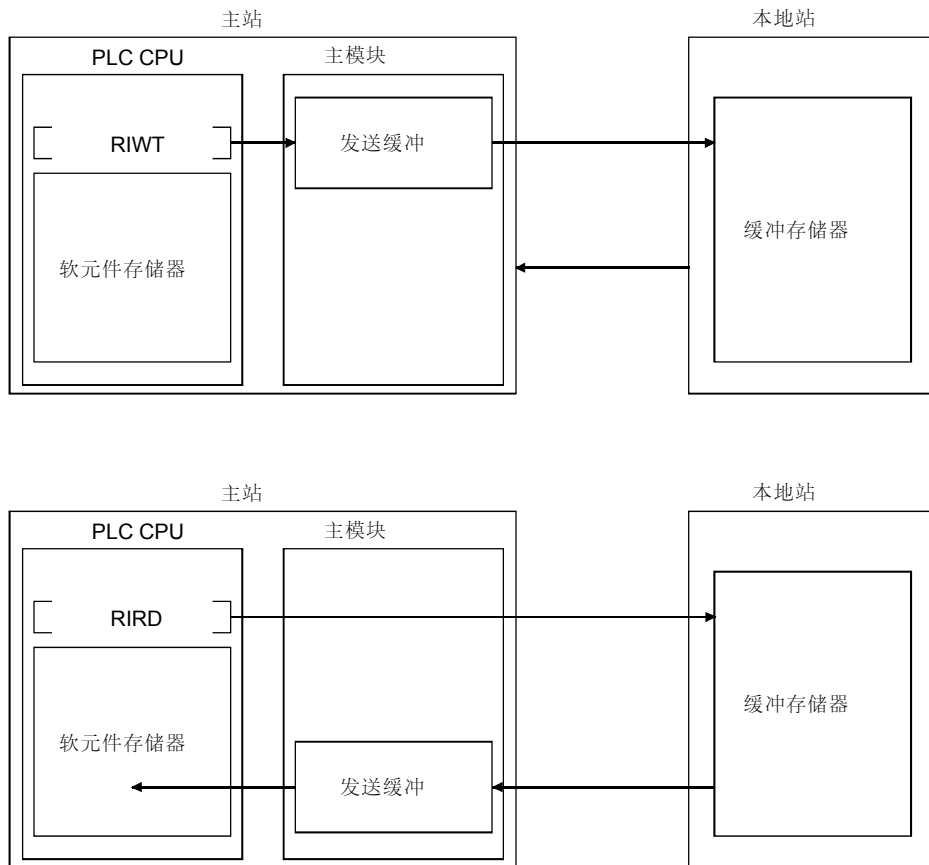 主站
本地站
PLC CPU
主模块
RIWT
发送缓冲
软元件存储器
缓冲存储器
主站
本地站
PLC CPU
主模块
RIRD
软元件存储器
发送缓冲
缓冲存储器